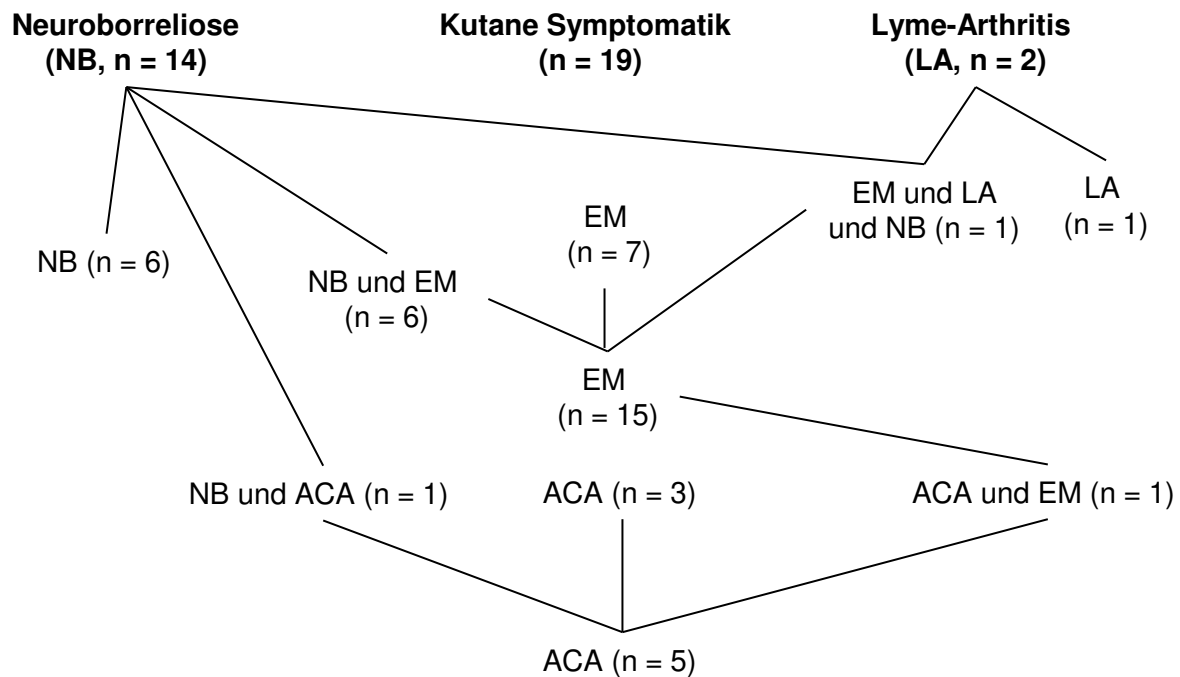 Neuroborreliose
(NB, n = 14)
Kutane Symptomatik
(n = 19)
Lyme-Arthritis
(LA, n = 2)
EM und LA
und NB (n = 1)
LA
(n = 1)
EM
(n = 7)
NB (n = 6)
NB und EM
(n = 6)
EM
(n = 15)
NB und ACA (n = 1)
ACA (n = 3)
ACA und EM (n = 1)
ACA (n = 5)